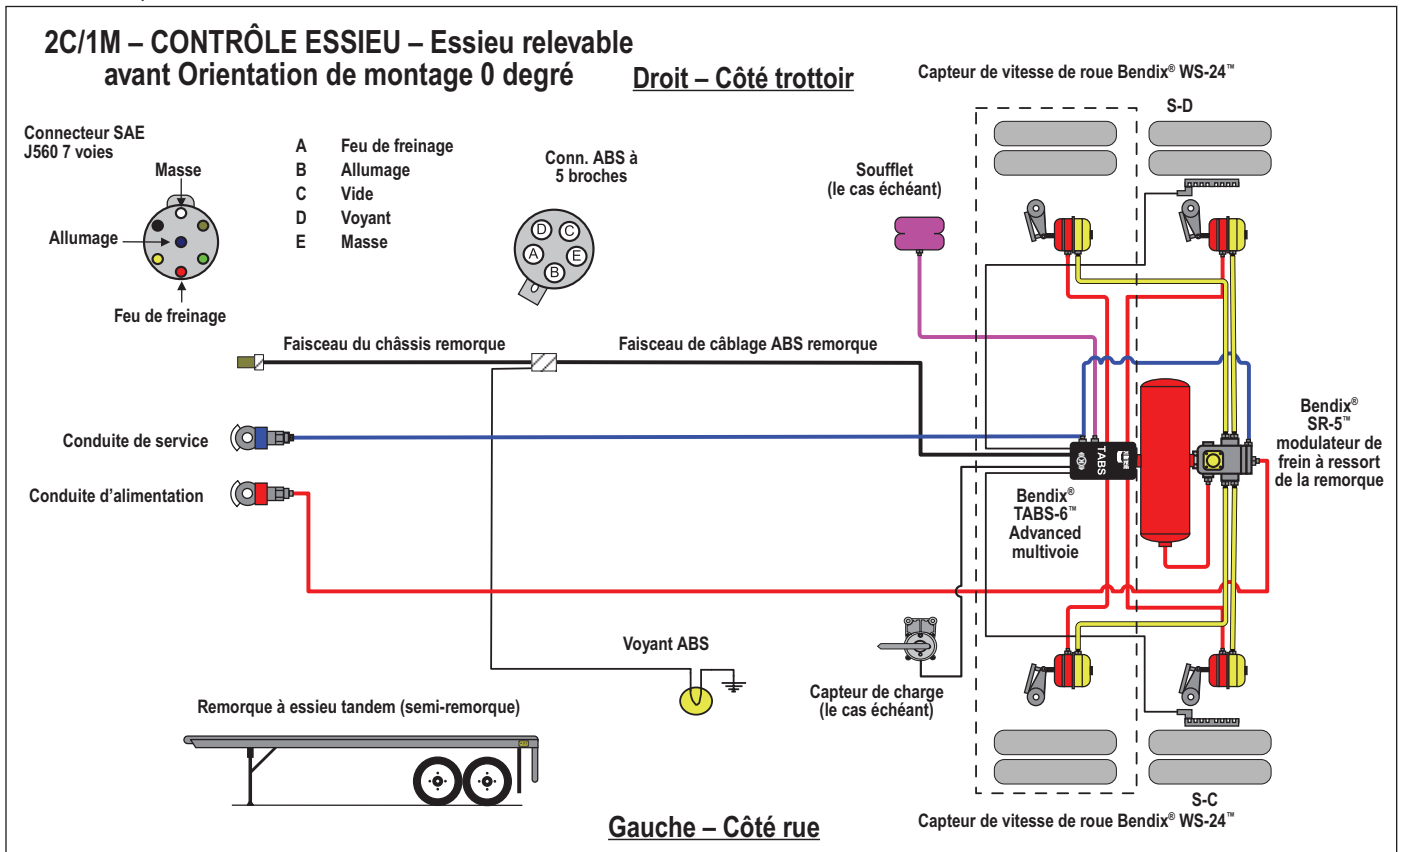 2C/1M – CONTRÔLE ESSIEU – Essieu relevable
avant Orientation de montage 0 degré
Droit – Côté trottoir
Capteur de vitesse de roue Bendix® WS-24™
S-D
Connecteur SAE
J560 7 voies
Masse
Allumage
Feu de freinage
A Feu de freinage
B Allumage
C Vide
D Voyant
E Masse
Conn. ABS à
5 broches
D
C
A
E
B
Soufflet
(le cas échéant)
Faisceau du châssis remorque
Faisceau de câblage ABS remorque
Conduite de service
Conduite d'alimentation
TABS
Bendix®
TABS-6™
Advanced
multivoie
Bendix®
SR-5™
modulateur de
frein à ressort
de la remorque
Voyant ABS
Capteur de charge
(le cas échéant)
Remorque à essieu tandem (semi-remorque)
S-C
Capteur de vitesse de roue Bendix® WS-24™
Gauche – Côté rue